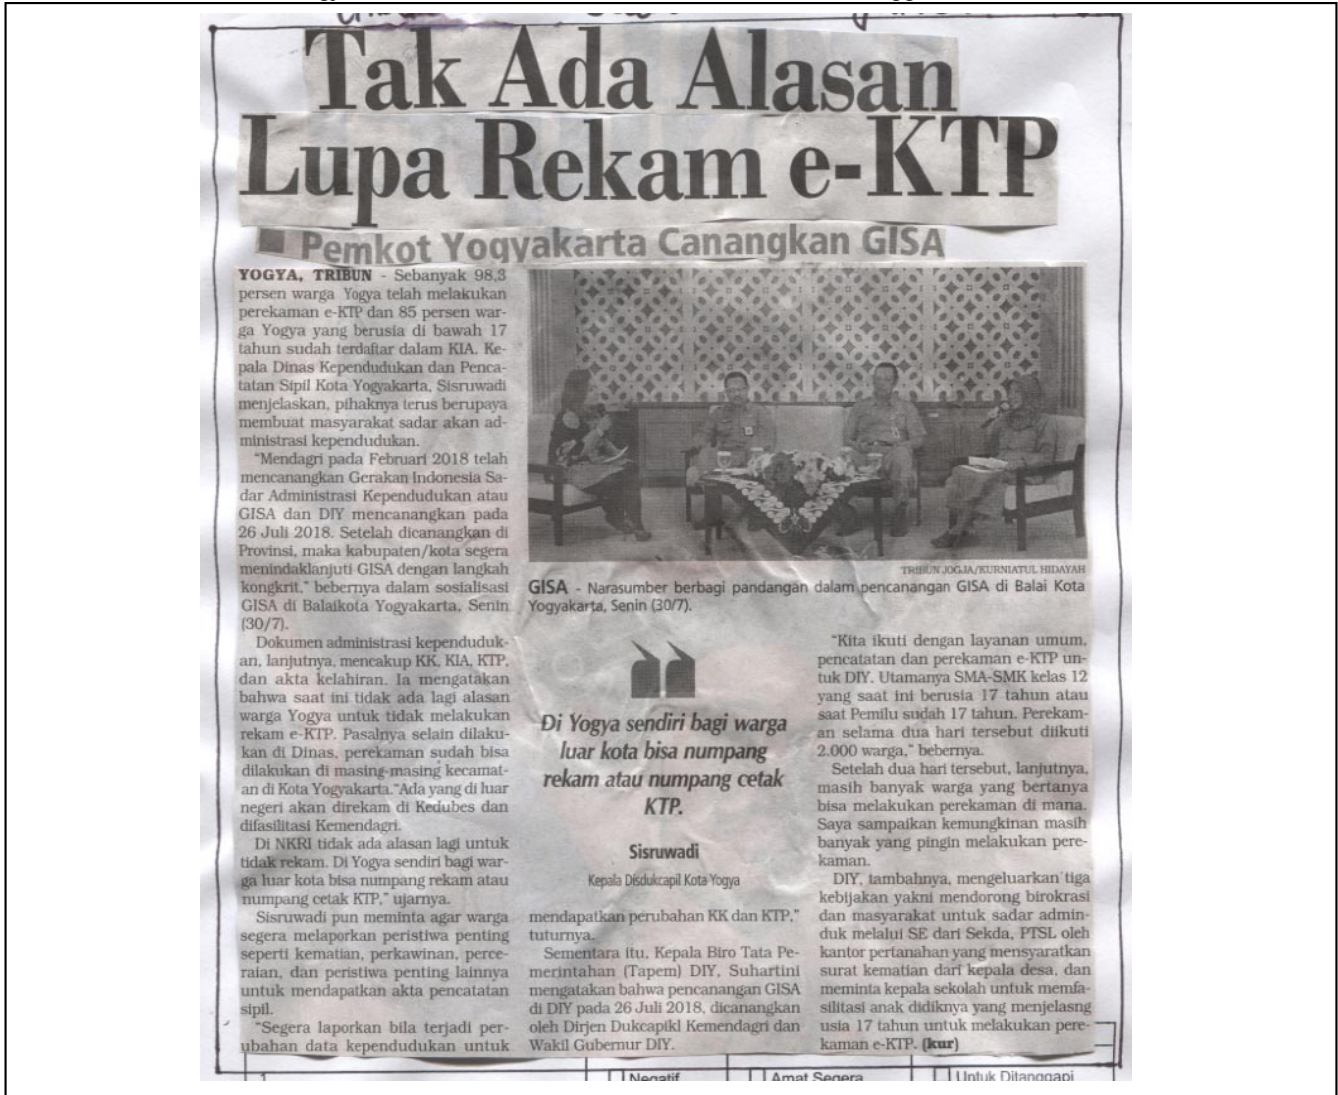 Tak Ada Alasan
Lupa Rekam e-KTP
Pemkot Yogyakarta Canangkan GISA
YOGYA, TRIBUN - Sebanyak 98,3
persen warga Yogya telah melakukan
perekaman e-KTP dan 85 persen war-
ga Yogya yang berusia di bawah 17
tahun sudah terdaftar dalam KIA. Ke-
pala Dinas Kependudukan dan Penca-
tatan Sipil Kota Yogyakarta, Sisruwadi
menjelaskan, pihaknya terus berupaya
membuat masyarakat sadar akan ad-
ministrasi kependudukan.
"Mendagri pada Februari 2018 telah
mencanangkan Gerakan Indonesia Sa-
dar Administrasi Kependudukan atau
GISA dan DIY mencanangkan pada
26 Juli 2018. Setelah dicanangkan di
Provinsi, maka kabupaten/kota segera
menindaklanjuti GISA dengan langkah
kongkrit," bebernya dalam sosialisasi
GISA di Balaikota Yogyakarta, Senin
(30/7).
Dokumen administrasi kependuduk-
an, lanjutnya, mencakup KK, KIA, KTP,
dan akta kelahiran. Ia mengatakan
bahwa saat ini tidak ada lagi alasan
warga Yogya untuk tidak melakukan
rekam e-KTP. Pasalnya selain dilaku-
kan di Dinas, perekaman sudah bisa
dilakukan di masing-masing kecamat-
an di Kota Yogyakarta."Ada yang di luar
negeri akan direkam di Kedubes dan
difasilitasi Kemendagri.
Di NKRI tidak ada alasan lagi untuk
tidak rekam. Di Yogya sendiri bagi war-
ga luar kota bisa numpang rekam atau
numpang cetak KTP," ujarnya.
Sisruwadi pun meminta agar warga
segera melaporkan peristiwa penting
seperti kematian, perkawinan, perce-
raian, dan peristiwa penting lainnya
untuk mendapatkan akta pencatatan
sipil.
"Segera laporkan bila terjadi per-
ubahan data kependudukan untuk
TRIBUN JOGJA/KURNIATUL HIDAYAH
GISA - Narasumber berbagi pandangan dalam pencanangan GISA di Balai Kota
Yogyakarta, Senin (30/7).
Di Yogya sendiri bagi warga
luar kota bisa numpang
rekam atau numpang cetak
KTP.
Sisruwadi
Kepala Disdukcapil Kota Yogya
mendapatkan perubahan KK dan KTP,"
tuturnya.
Sementara itu, Kepala Biro Tata Pe-
merintahan (Tapem) DIY, Suhartini
mengatakan bahwa pencanangan GISA
di DIY pada 26 Juli 2018, dicanangkan
oleh Dirjen Dukcapikl Kemendagri dan
Wakil Gubernur DIY.
"Kita ikuti dengan layanan umum,
pencatatan dan perekaman e-KTP un-
tuk DIY. Utamanya SMA-SMK kelas 12
yang saat ini berusia 17 tahun atau
saat Pemilu sudah 17 tahun. Perekam-
an selama dua hari tersebut diikuti
2.000 warga," bebernya.
Setelah dua hari tersebut, lanjutnya,
masih banyak warga yang bertanya
bisa melakukan perekaman di mana.
Saya sampaikan kemungkinan masih
banyak yang pingin melakukan pere-
kaman.
DIY, tambahnya, mengeluarkan tiga
kebijakan yakni mendorong birokrasi
dan masyarakat untuk sadar admin-
duk melalui SE dari Sekda, PTSL oleh
kantor pertanahan yang mensyaratkan
surat kematian dari kepala desa, dan
meminta kepala sekolah untuk memfa-
silitasi anak didiknya yang menjelasng
usia 17 tahun untuk melakukan pere-
kaman e-KTP. (kur)
1 Negatif Amat Segera Untuk Ditanggapi